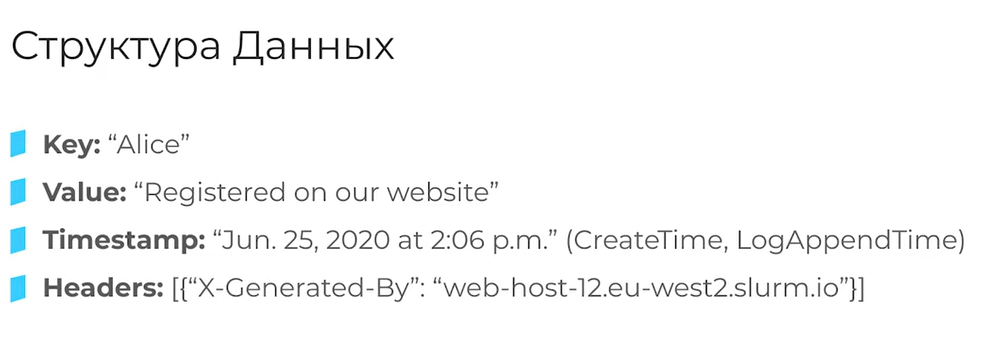 Структура Данных
Key: “Alice”
Value: “Registered on our website”
Timestamp: “Jun. 25, 2020 at 2:06 p.m.” (CreateTime, LogAppendTime)
Headers: [{“X-Generated-By”: “web-host-12.eu-west2.slurm.io”}]